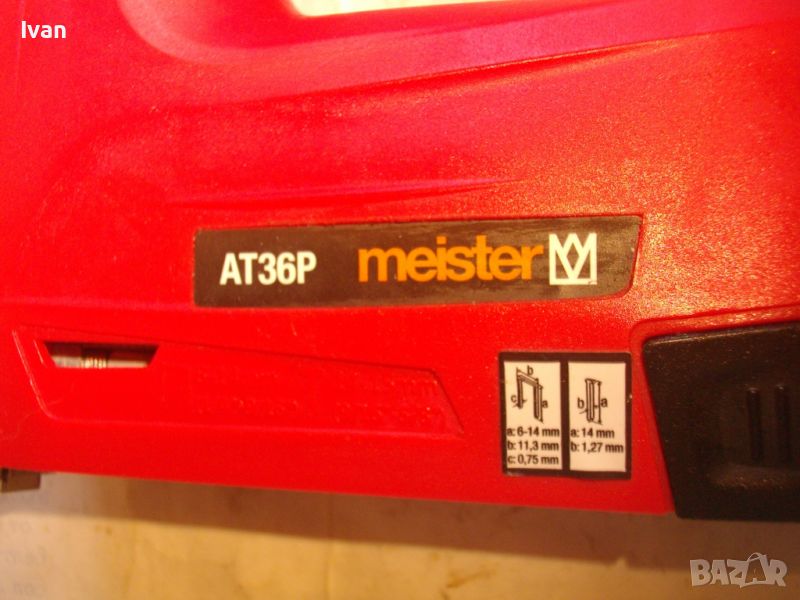 Ivan
AT36P meister
b
c a
a: 6-14 mm
b: 11,3 mm
c: 0,75 mm
b a
a: 14 mm
b: 1,27 mm
BAZAR